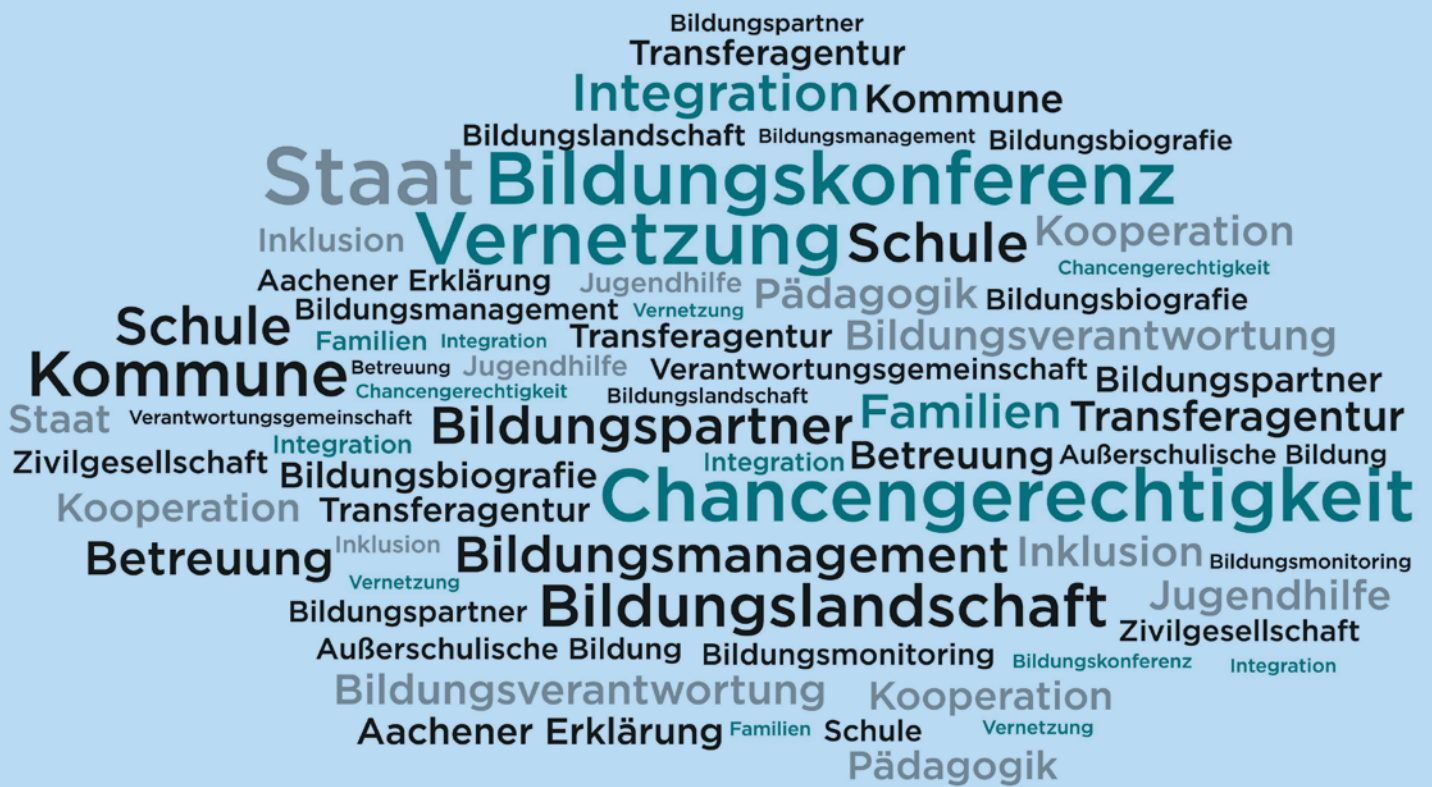 Bildungspartner
Transferagentur
Integration Kommune
Bildungslandschaft Bildungsmanagement Bildungsbiografie
Staat Bildungskonferenz
Inklusion Vernetzung Schule Kooperation
Chancengerechtigkeit
Aachener Erklärung Jugendhilfe Pädagogik Bildungsbiografie
Schule Bildungsmanagement Vernetzung
Familien Integration Transferagentur Bildungsverantwortung
Kommune Betreuung Jugendhilfe Verantwortungsgemeinschaft Bildungspartner
Chancengerechtigkeit Bildungslandschaft
Staat Verantwortungsgemeinschaft Bildungspartner Familien Transferagentur
Integration
Zivilgesellschaft Bildungsbiografie Integration Betreuung Außerschulische Bildung
Kooperation Transferagentur Chancengerechtigkeit
Betreuung Inklusion Bildungsmanagement Inklusion Bildungsmonitoring
Vernetzung
Bildungspartner Bildungslandschaft Jugendhilfe
Zivilgesellschaft
Außerschulische Bildung Bildungsmonitoring Bildungskonferenz Integration
Bildungsverantwortung Kooperation
Aachener Erklärung Familien Schule Vernetzung
Pädagogik